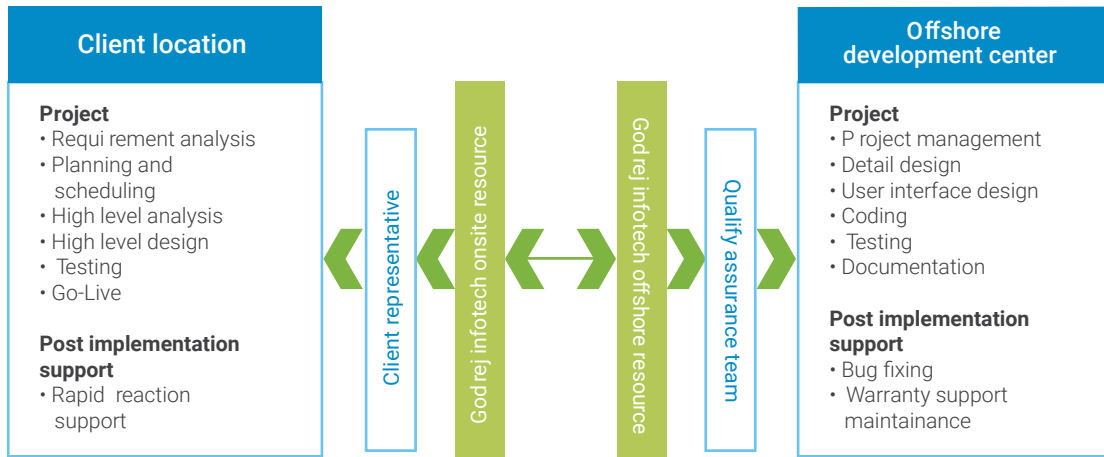 Client location
Project
• Requi rement analysis
• Planning and
scheduling
• High level analysis
• High level design
• Testing
• Go-Live
Post implementation
support
• Rapid reaction
support
Client representative
God rej infotech onsite resource
God rej infotech offshore resource
Qualify assurance team
Offshore
development center
Project
• P roject management
• Detail design
• User interface design
• Coding
• Testing
• Documentation
Post implementation
support
• Bug fixing
• Warranty support
maintainance